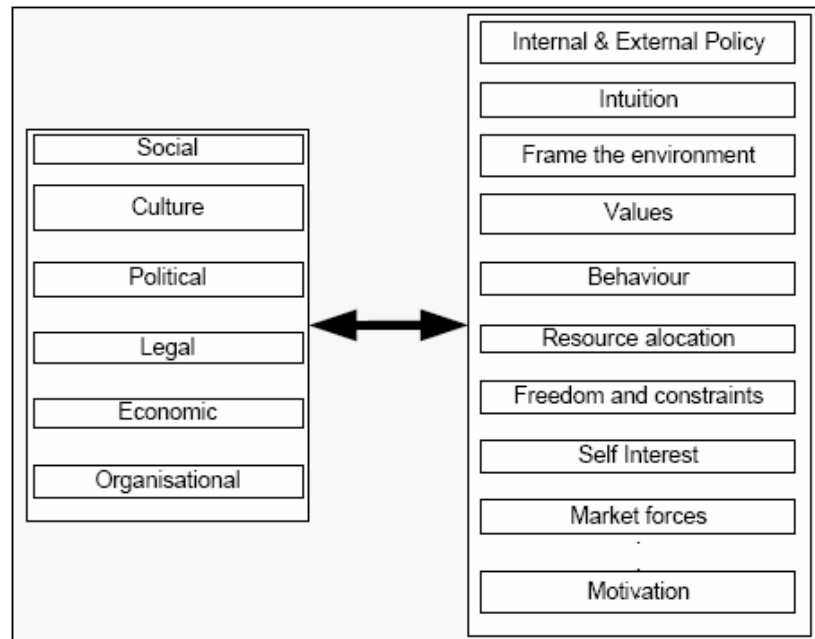 Social
Culture
Political
Legal
Economic
Organisational
Internal & External Policy
Intuition
Frame the environment
Values
Behaviour
Resource alocation
Freedom and constraints
Self Interest
Market forces
Motivation